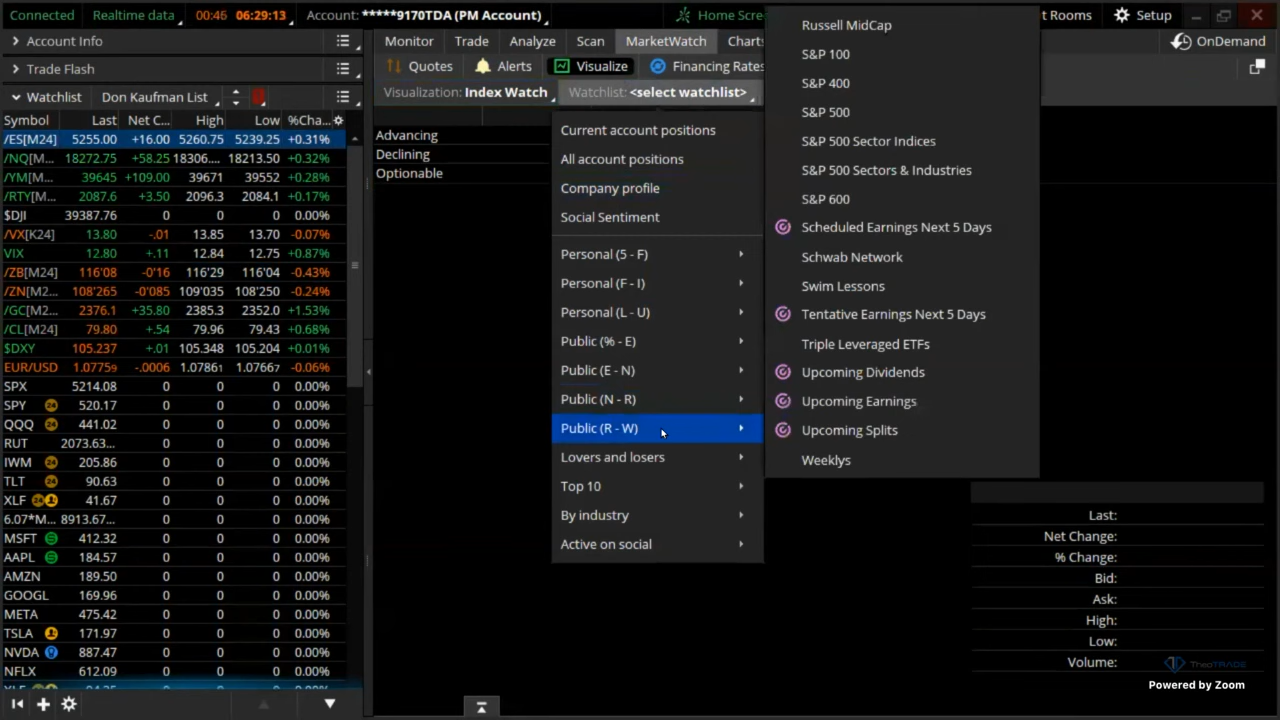 Connected Realtime data 00:46 06:29:13 Account: *****9170TDA (PM Account) Home Scre t Rooms Setup
Account Info
Trade Flash
Watchlist Don Kaufman List
Symbol Last Net C... High Low %Cha...
/ES[M24] 5255.00 +16.00 5260.75 5239.25 +0.31%
/NQ[M... 18272.75 +58.25 18306.... 18213.50 +0.32%
/YM[M... 39645 +109.00 39671 39552 +0.28%
/RTY[M... 2087.6 +3.50 2096.3 2084.1 +0.17%
$DJI 39387.76 0 0 0 0.00%
/VX[K24] 13.80 -.01 13.85 13.70 -0.07%
VIX 12.80 +.11 12.84 12.75 +0.87%
/ZB[M24] 116'08 -0'16 116'29 116'04 -0.43%
/ZN[M2... 108'265 -0'085 109'035 108'250 -0.24%
/GC[M2... 2376.1 +35.80 2385.3 2352.0 +1.53%
/CL[M24] 79.80 +.54 79.96 79.43 +0.68%
$DXY 105.237 +.01 105.348 105.204 +0.01%
EUR/USD 1.07759 -.0006 1.07861 1.07667 -0.06%
SPX 5214.08 0 0 0 0.00%
SPY 24 520.17 0 0 0 0.00%
QQQ 24 441.02 0 0 0 0.00%
RUT 2073.63... 0 0 0 0.00%
IWM 24 205.86 0 0 0 0.00%
TLT 24 90.63 0 0 0 0.00%
XLF 24 41.67 0 0 0 0.00%
6.07*M... 8913.67... 0 0 0 0.00%
MSFT S 412.32 0 0 0 0.00%
AAPL S 184.57 0 0 0 0.00%
AMZN 189.50 0 0 0 0.00%
GOOGL 169.96 0 0 0 0.00%
META 475.42 0 0 0 0.00%
TSLA 171.97 0 0 0 0.00%
NVDA 887.47 0 0 0 0.00%
NFLX 612.09 0 0 0 0.00%
Monitor Trade Analyze Scan MarketWatch Charts OnDemand
Quotes Alerts Visualize Financing Rates
Visualization: Index Watch Watchlist: <select watchlist>
Advancing
Declining
Optionable
Current account positions
All account positions
Company profile
Social Sentiment
Personal (5 - F)
Personal (F - I)
Personal (L - U)
Public (% - E)
Public (E - N)
Public (N - R)
Public (R - W)
Lovers and losers
Top 10
By industry
Active on social
Russell MidCap
S&P 100
S&P 400
S&P 500
S&P 500 Sector Indices
S&P 500 Sectors & Industries
S&P 600
Scheduled Earnings Next 5 Days
Schwab Network
Swim Lessons
Tentative Earnings Next 5 Days
Triple Leveraged ETFs
Upcoming Dividends
Upcoming Earnings
Upcoming Splits
Weeklys
Last:
Net Change:
% Change:
Bid:
Ask:
High:
Low:
Volume:
TheoTRADE
Powered by Zoom